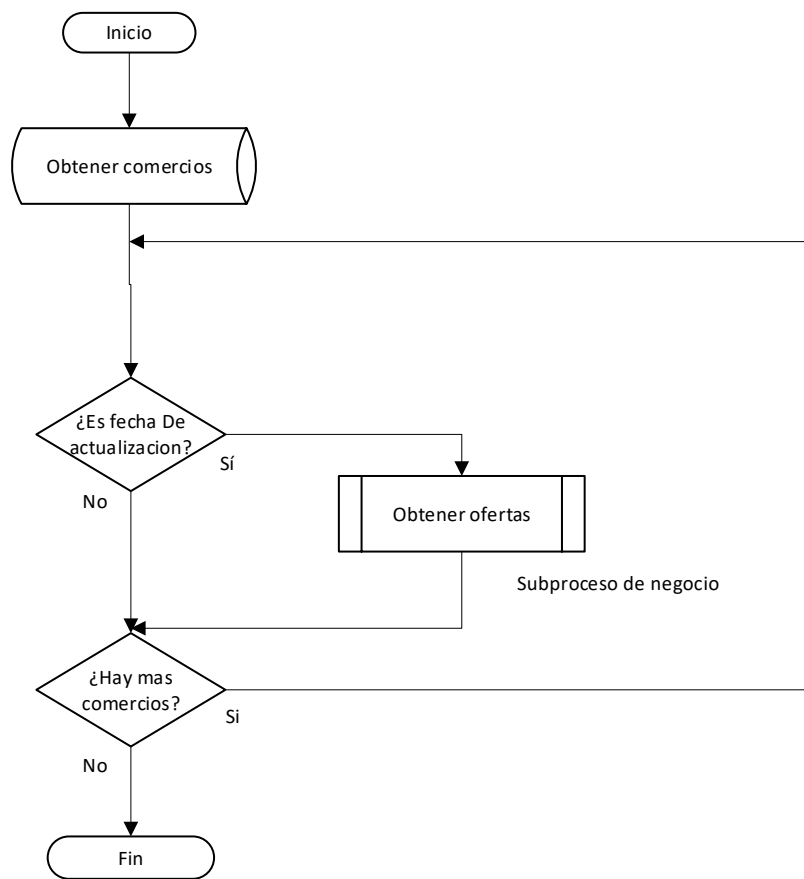 Inicio
Obtener comercios
¿Es fecha De
actualizacion?
Sí
No
Obtener ofertas
Subproceso de negocio
¿Hay mas
comercios?
Si
No
Fin